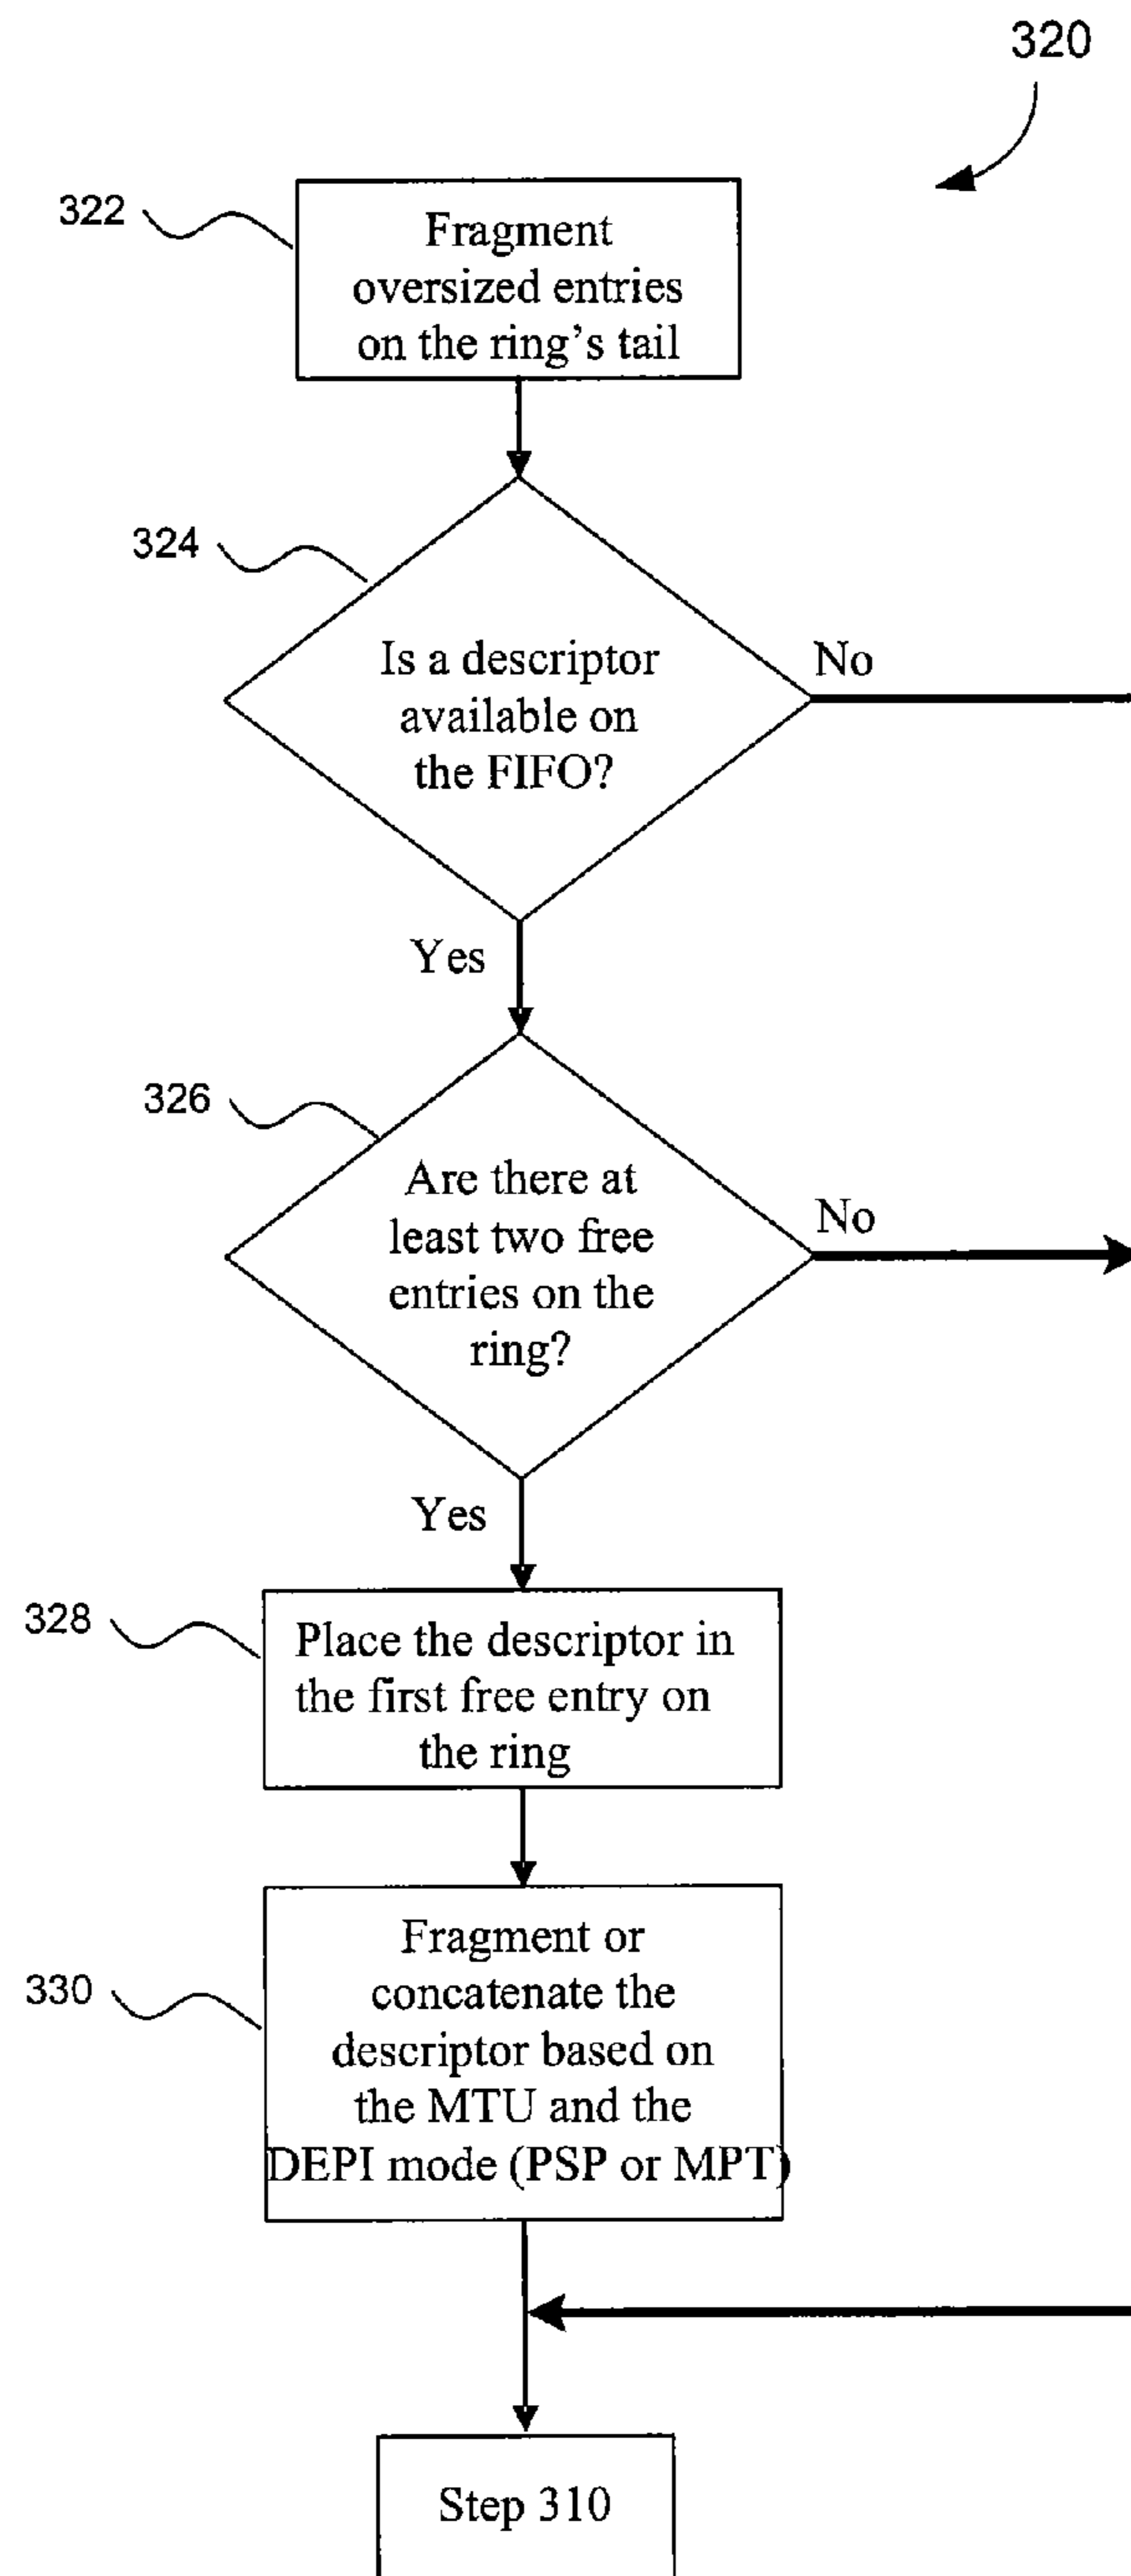 320
322
Fragment
oversized entries
on the ring's tail
324
Is a descriptor
available on
the FIFO?
No
Yes
326
Are there at
least two free
entries on the
ring?
No
Yes
328
Place the descriptor in
the first free entry on
the ring
330
Fragment or
concatenate the
descriptor based on
the MTU and the
DEPI mode (PSP or MPT)
Step 310